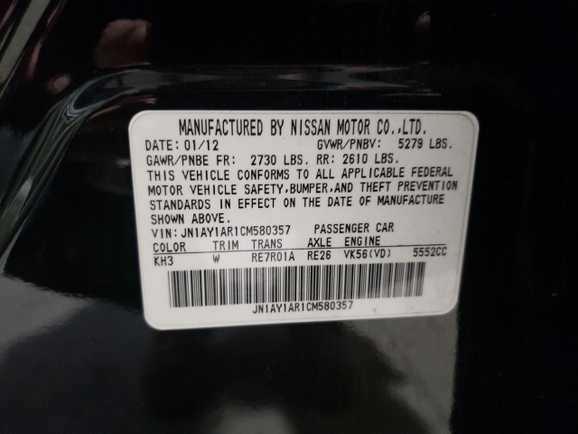 MANUFACTURED BY NISSAN MOTOR CO.,LTD.
DATE: 01/12 GVWR/PNBV: 5279 LBS.
GAWR/PNBE FR: 2730 LBS. RR: 2610 LBS.
THIS VEHICLE CONFORMS TO ALL APPLICABLE FEDERAL
MOTOR VEHICLE SAFETY,BUMPER,AND THEFT PREVENTION
STANDARDS IN EFFECT ON THE DATE OF MANUFACTURE
SHOWN ABOVE.
VIN: JN1AY1AR1CM580357 PASSENGER CAR
COLOR TRIM TRANS AXLE ENGINE
KH3 W RE7R01A RE26 VK56(VD) 5552CC
JN1AY1AR1CM580357